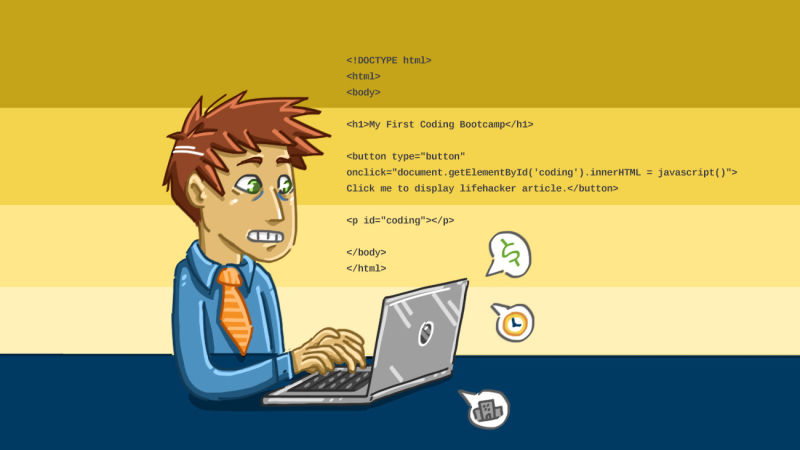 <!DOCTYPE html>
<html>
<body>
<h1>My First Coding Bootcamp</h1>
<button type="button"
onclick="document.getElementById('coding').innerHTML = javascript()">
Click me to display lifehacker article.</button>
<p id="coding"></p>
</body>
</html>